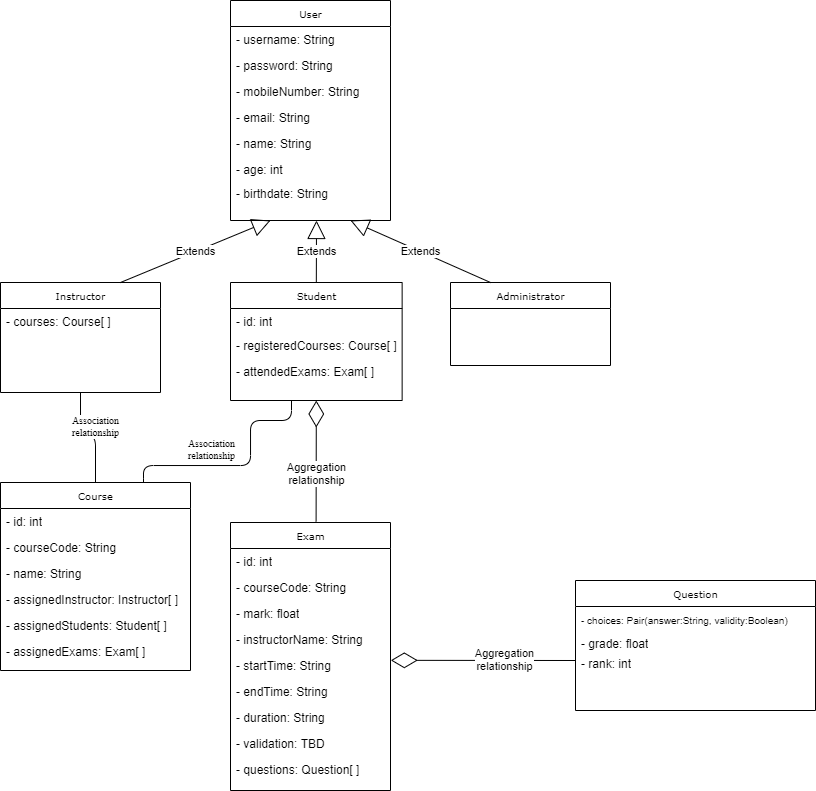 User
- username: String
- password: String
- mobileNumber: String
- email: String
- name: String
- age: int
- birthdate: String
Extends
Extends
Extends
Instructor
- courses: Course[ ]
Student
- id: int
- registeredCourses: Course[ ]
- attendedExams: Exam[ ]
Administrator
Association
relationship
Association
relationship
Aggregation
relationship
Course
- id: int
- courseCode: String
- name: String
- assignedInstructor: Instructor[ ]
- assignedStudents: Student[ ]
- assignedExams: Exam[ ]
Exam
- id: int
- courseCode: String
- mark: float
- instructorName: String
- startTime: String
- endTime: String
- duration: String
- validation: TBD
- questions: Question[ ]
Aggregation
relationship
Question
- choices: Pair(answer:String, validity:Boolean)
- grade: float
- rank: int